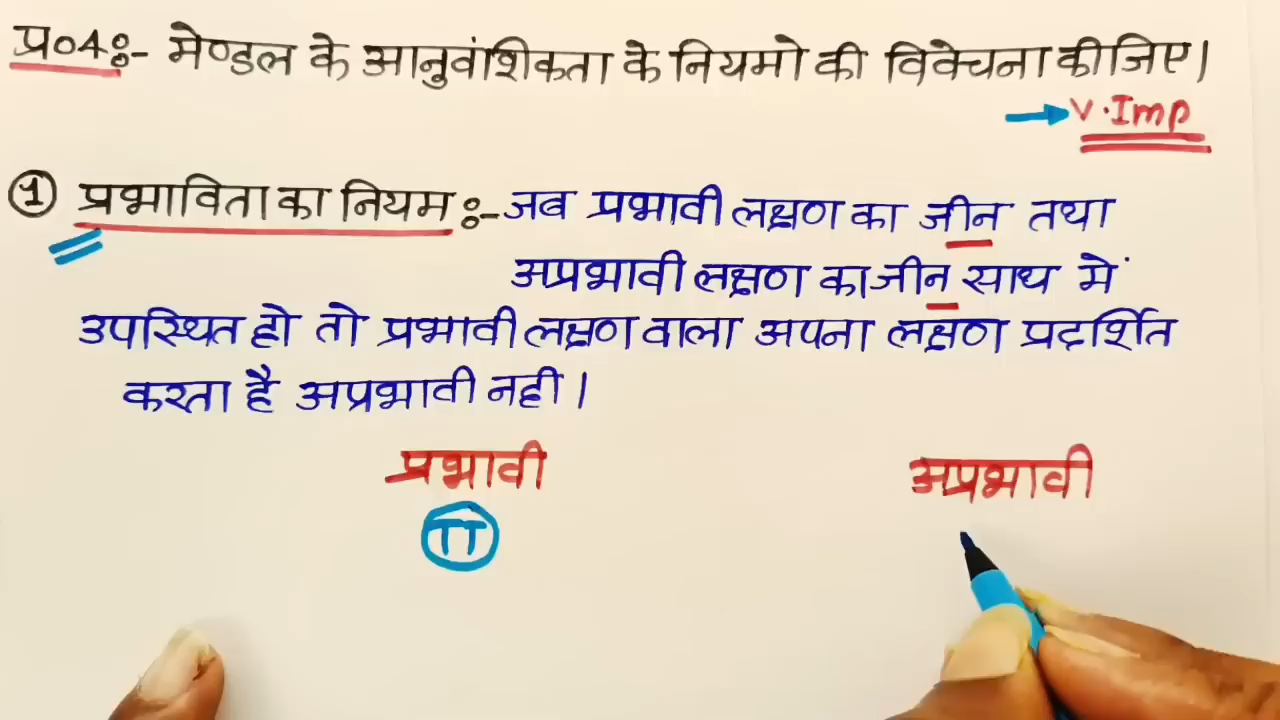 प्र०4:- मेण्डल के आनुवंशिकता के नियमो की विवेचना कीजिए।
→ V.Imp
① प्रभाविता का नियम :- जब प्रभावी लक्षण का जीन तथा
अप्रभावी लक्षण का जीन साथ में
उपस्थित हो तो प्रभावी लक्षण वाला अपना लक्षण प्रदर्शित
करता है अप्रभावी नही।
प्रभावी अप्रभावी
TT